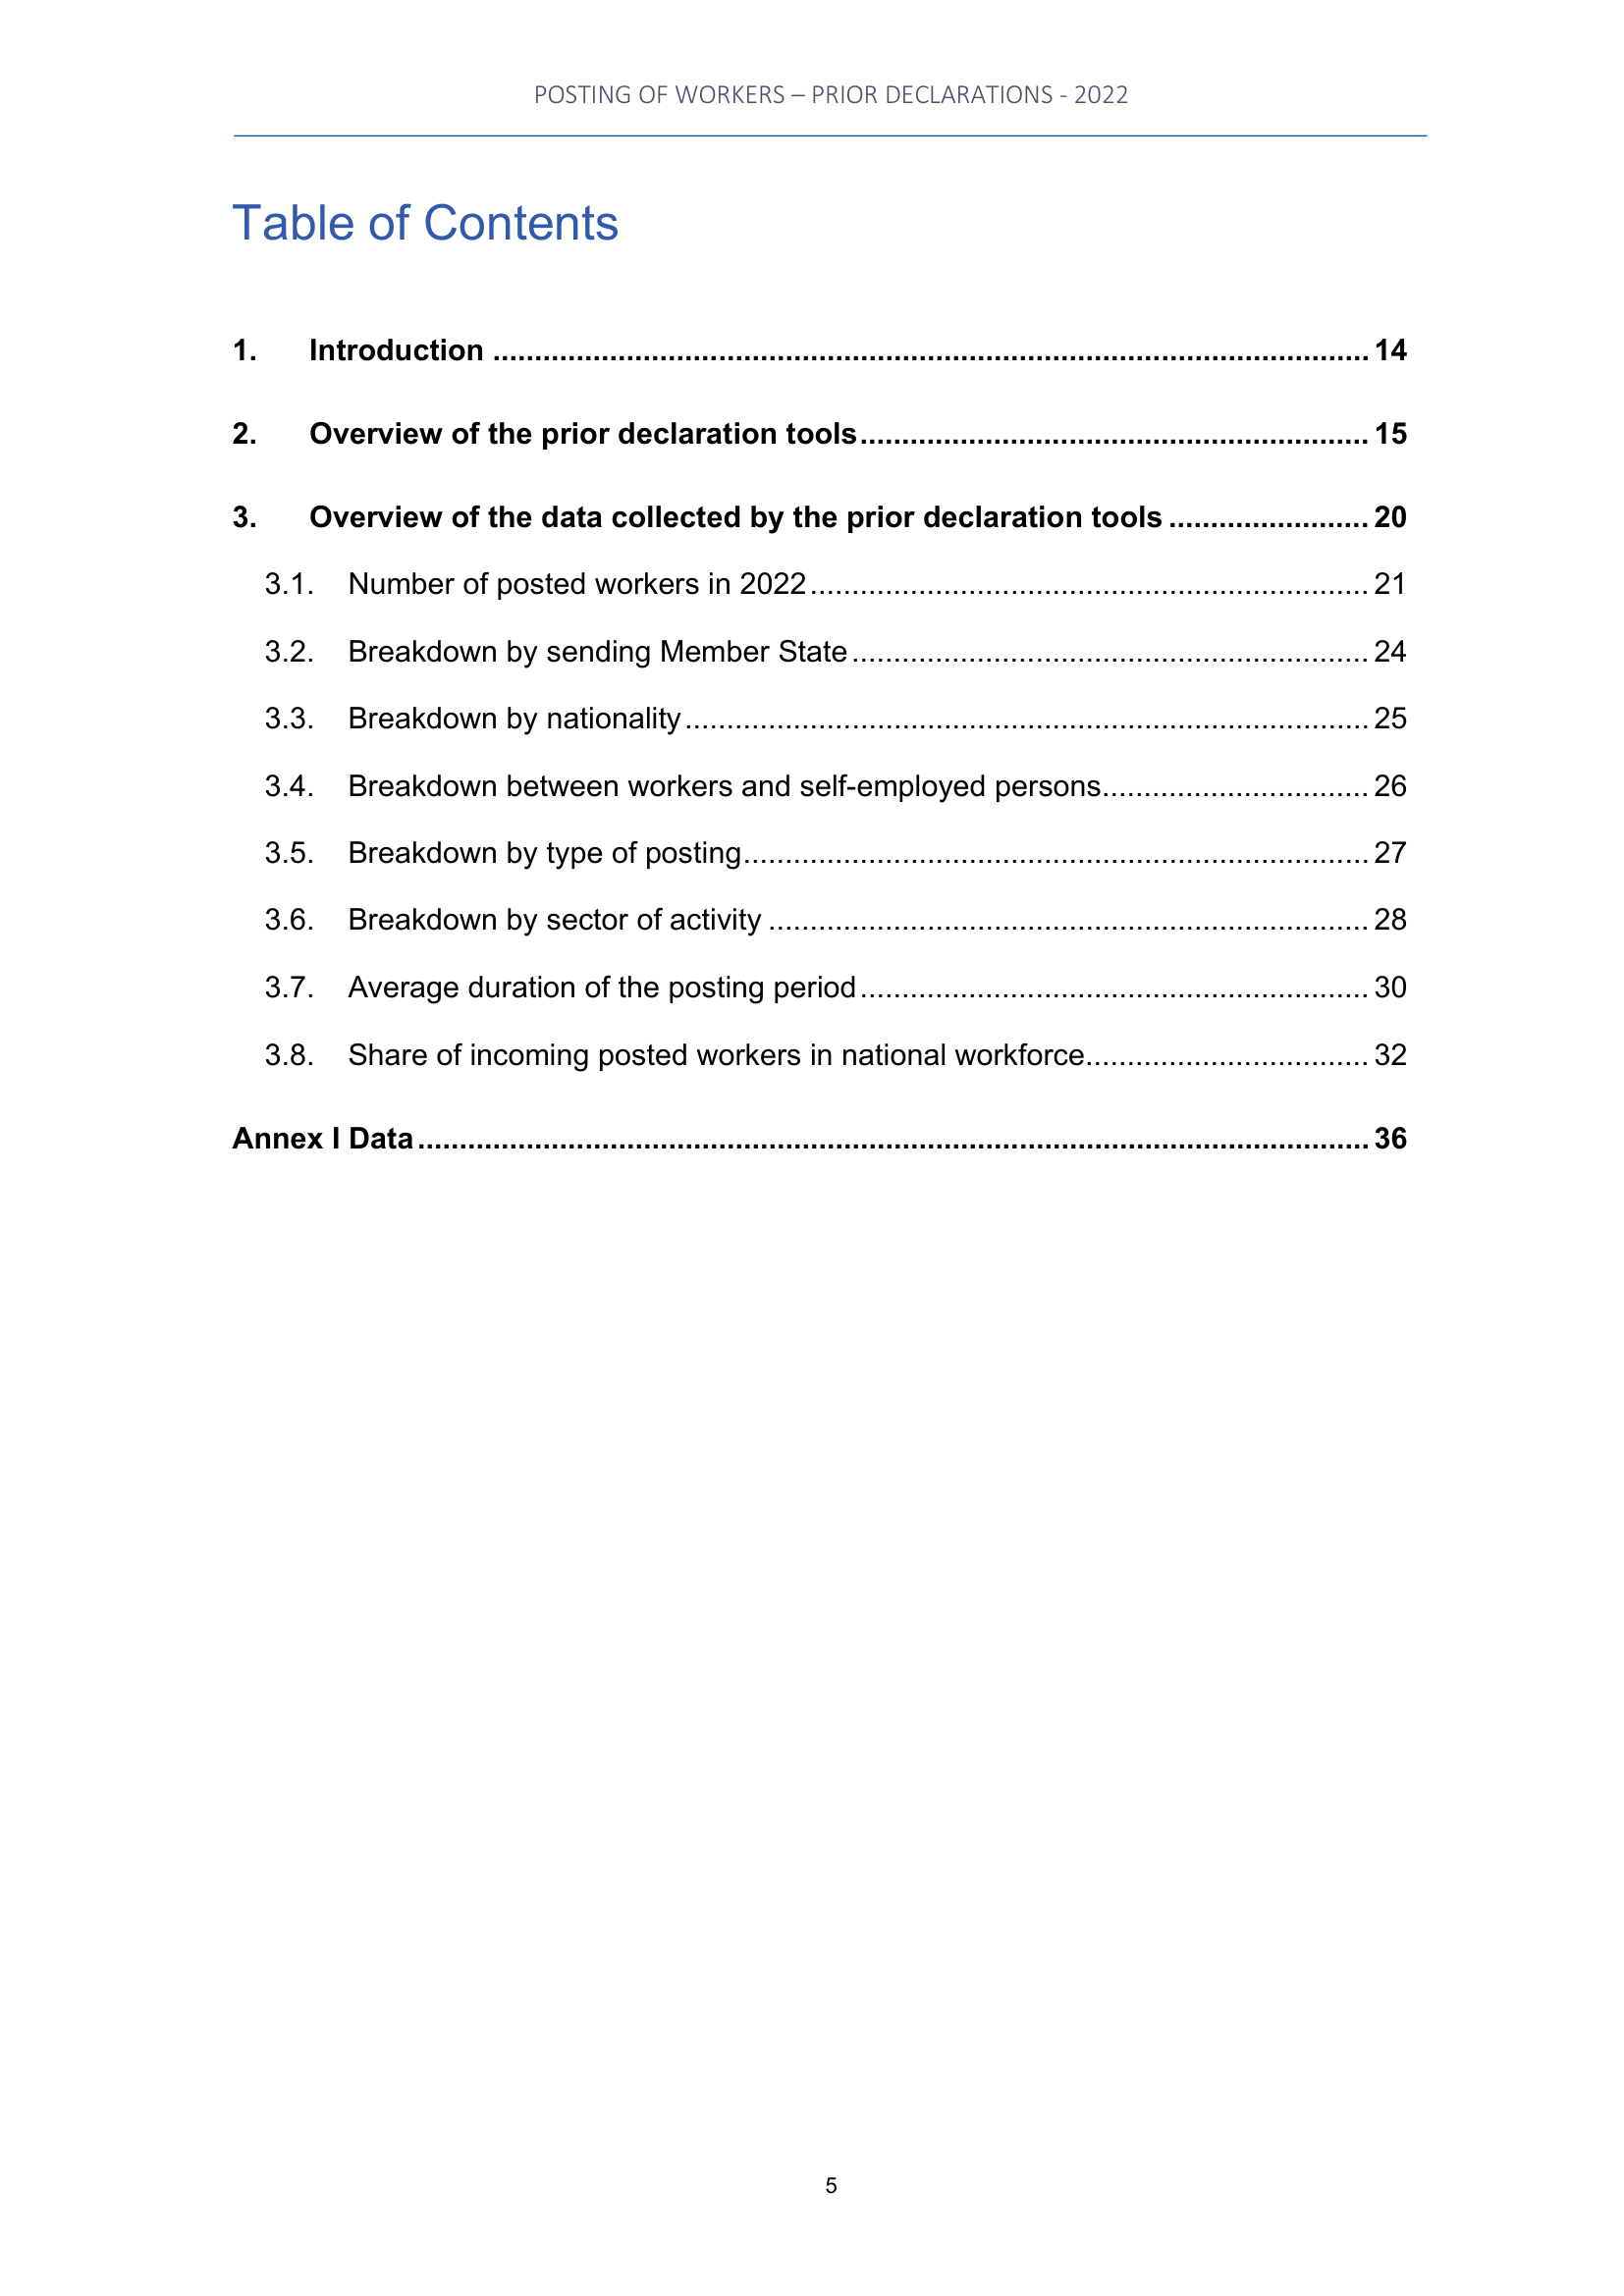 POSTING OF WORKERS – PRIOR DECLARATIONS - 2022
Table of Contents
1. Introduction ........................................................................................................ 14
2. Overview of the prior declaration tools............................................................. 15
3. Overview of the data collected by the prior declaration tools ........................ 20
3.1. Number of posted workers in 2022.................................................................... 21
3.2. Breakdown by sending Member State............................................................... 24
3.3. Breakdown by nationality................................................................................... 25
3.4. Breakdown between workers and self-employed persons................................ 26
3.5. Breakdown by type of posting............................................................................ 27
3.6. Breakdown by sector of activity ......................................................................... 28
3.7. Average duration of the posting period.............................................................. 30
3.8. Share of incoming posted workers in national workforce.................................. 32
Annex I Data................................................................................................................. 36
5